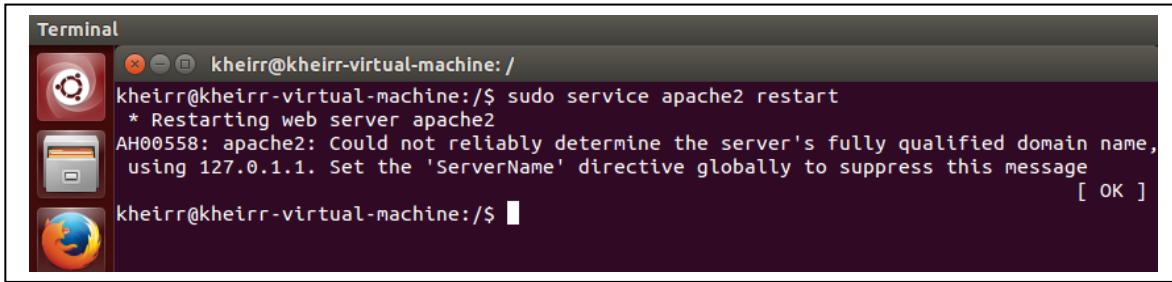 Terminal
kheirr@kheirr-virtual-machine: /
kheirr@kheirr-virtual-machine:/$ sudo service apache2 restart
 * Restarting web server apache2
AH00558: apache2: Could not reliably determine the server's fully qualified domain name,
 using 127.0.1.1. Set the 'ServerName' directive globally to suppress this message
[ OK ]
kheirr@kheirr-virtual-machine:/$